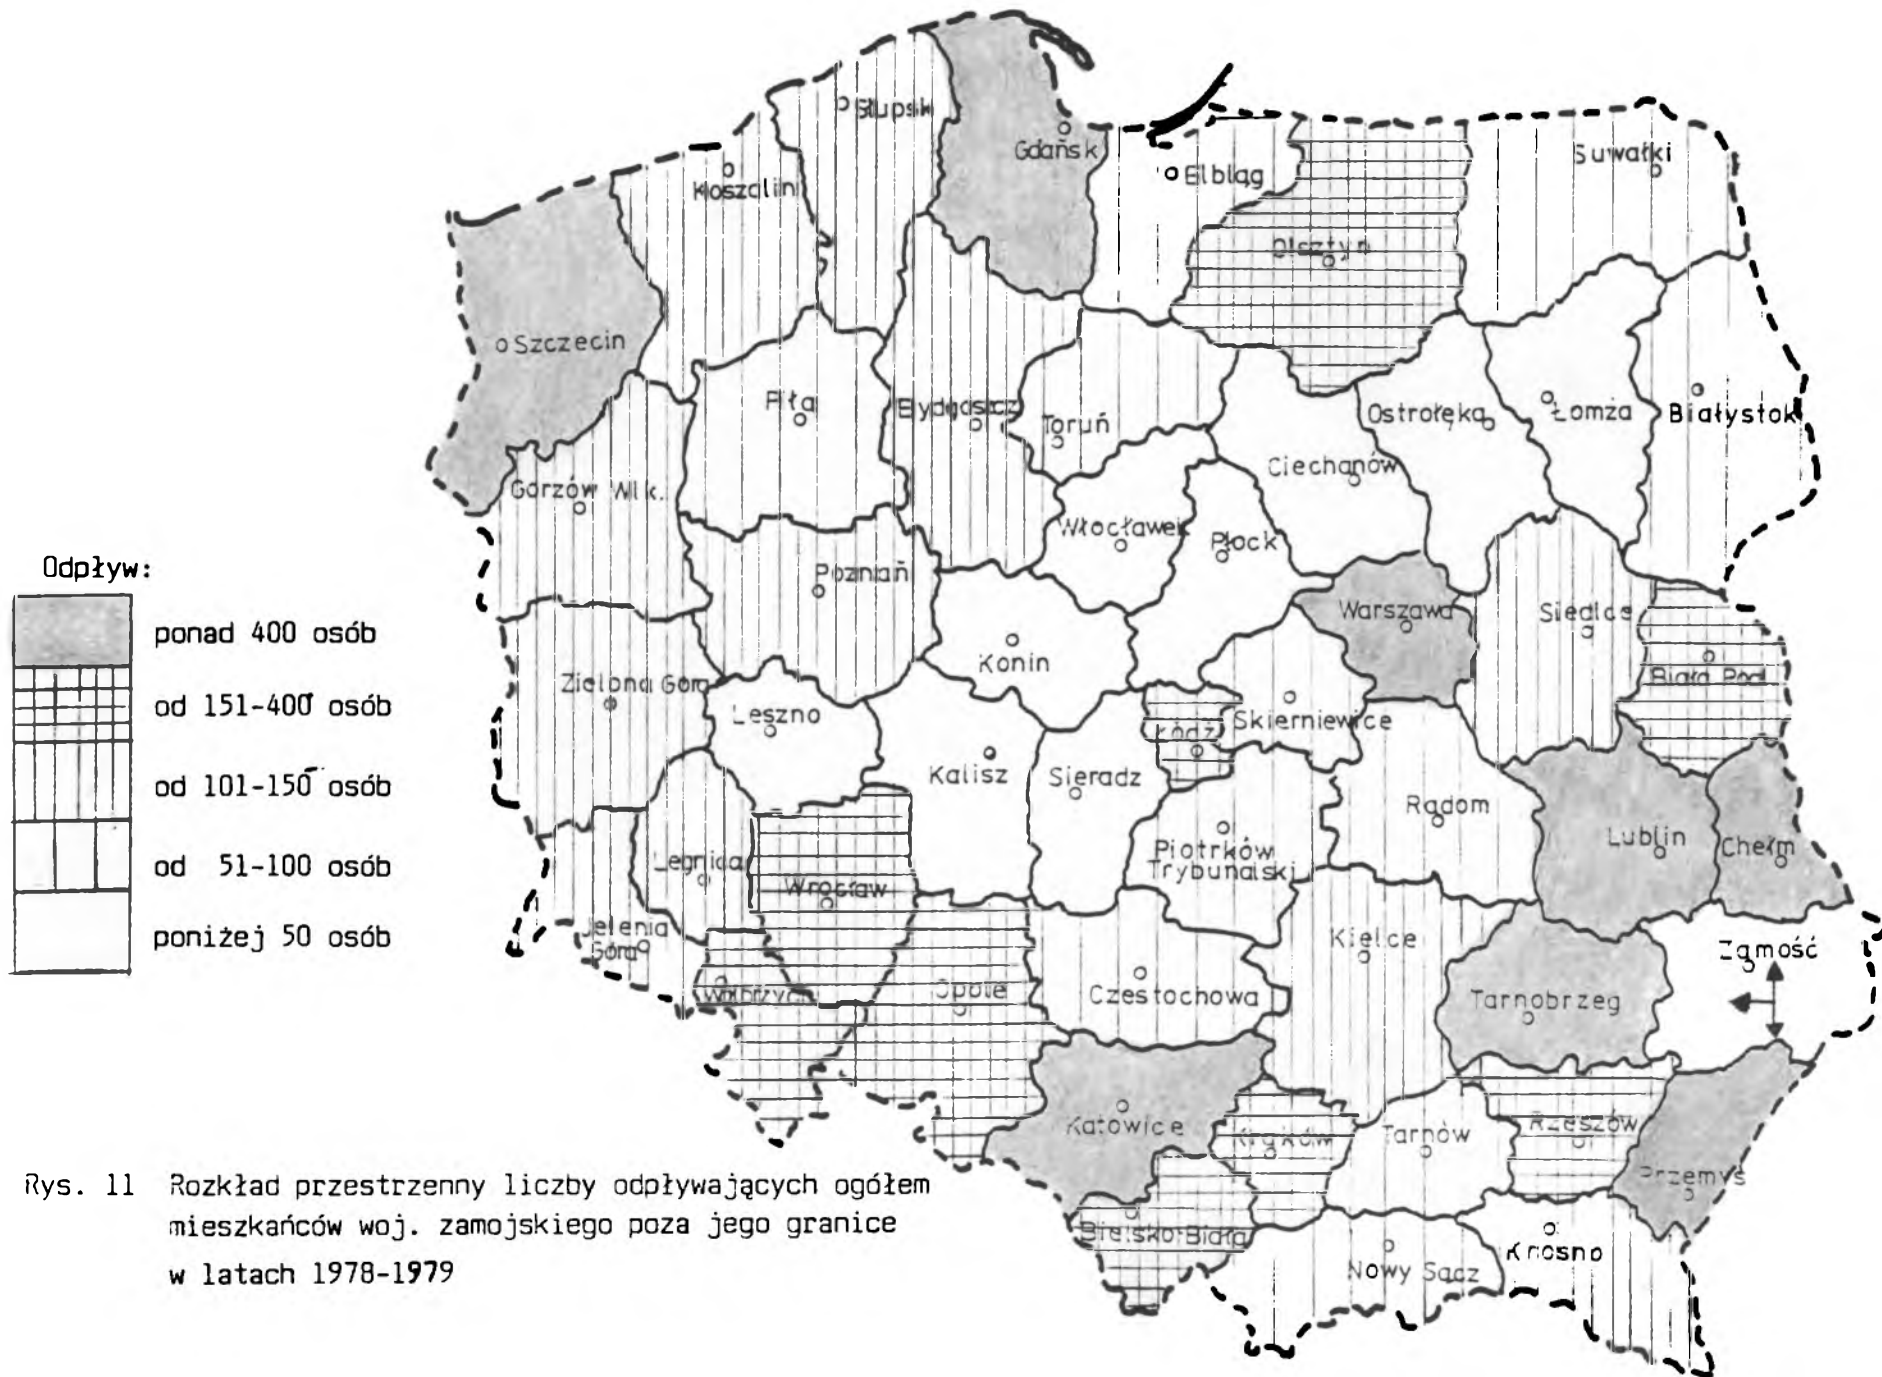 Słupsk
Gdańsk
Koszalin
Elbląg
Suwałki
Olsztyn
Szczecin
Piła
Bydgoszcz
Toruń
Ostrołęka
Łomża
Białystok
Ciechanów
Gorzów Wlk.
Włocławek
Płock
Poznań
Warszawa
Siedlce
Konin
Zielona Góra
Biała Podl.
Leszno
Skierniewice
Łódź
Kalisz
Sieradz
Radom
Lublin
Chełm
Piotrków
Trybunalski
Legnica
Wrocław
Jelenia
Góra
Kielce
Zamość
Wałbrzych
Opole
Częstochowa
Tarnobrzeg
Katowice
Kraków
Tarnów
Rzeszów
Przemyś
Bielsko-Biała
Nowy Sącz
Krosno
Odpływ:
ponad 400 osób
od 151-400 osób
od 101-150 osób
od 51-100 osób
poniżej 50 osób
Rys. 11 Rozkład przestrzenny liczby odpływających ogółem
mieszkańców woj. zamojskiego poza jego granice
w latach 1978-1979